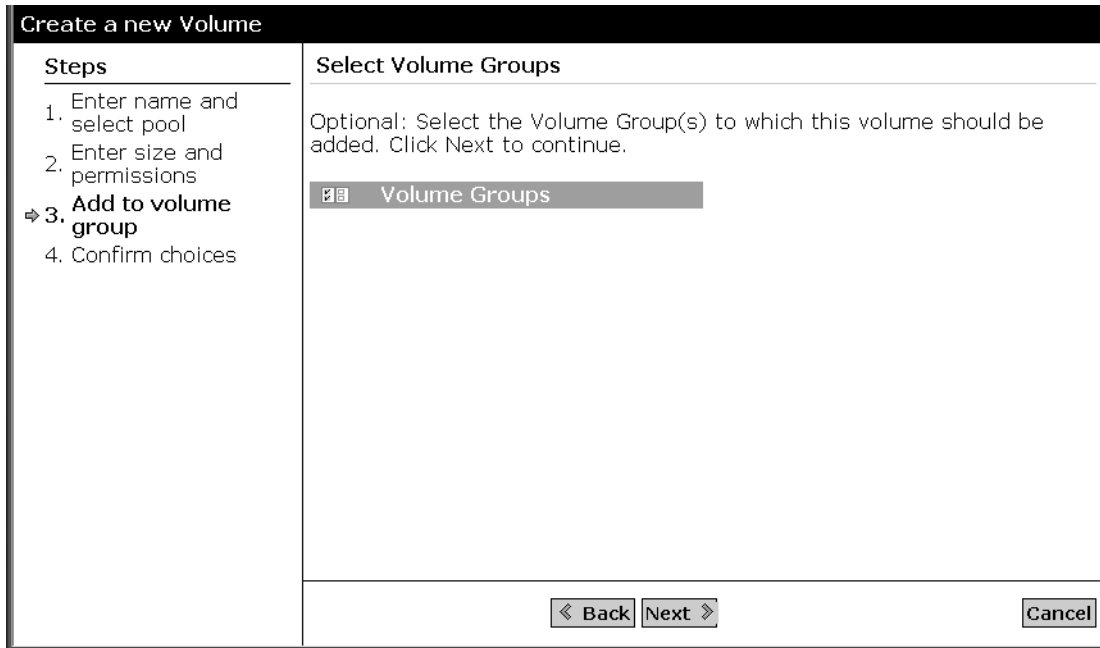 Create a new Volume
Steps
1. Enter name and
select pool
2. Enter size and
permissions
3. Add to volume
group
4. Confirm choices
Select Volume Groups
Optional: Select the Volume Group(s) to which this volume should be
added. Click Next to continue.
Volume Groups
Back
Next
Cancel